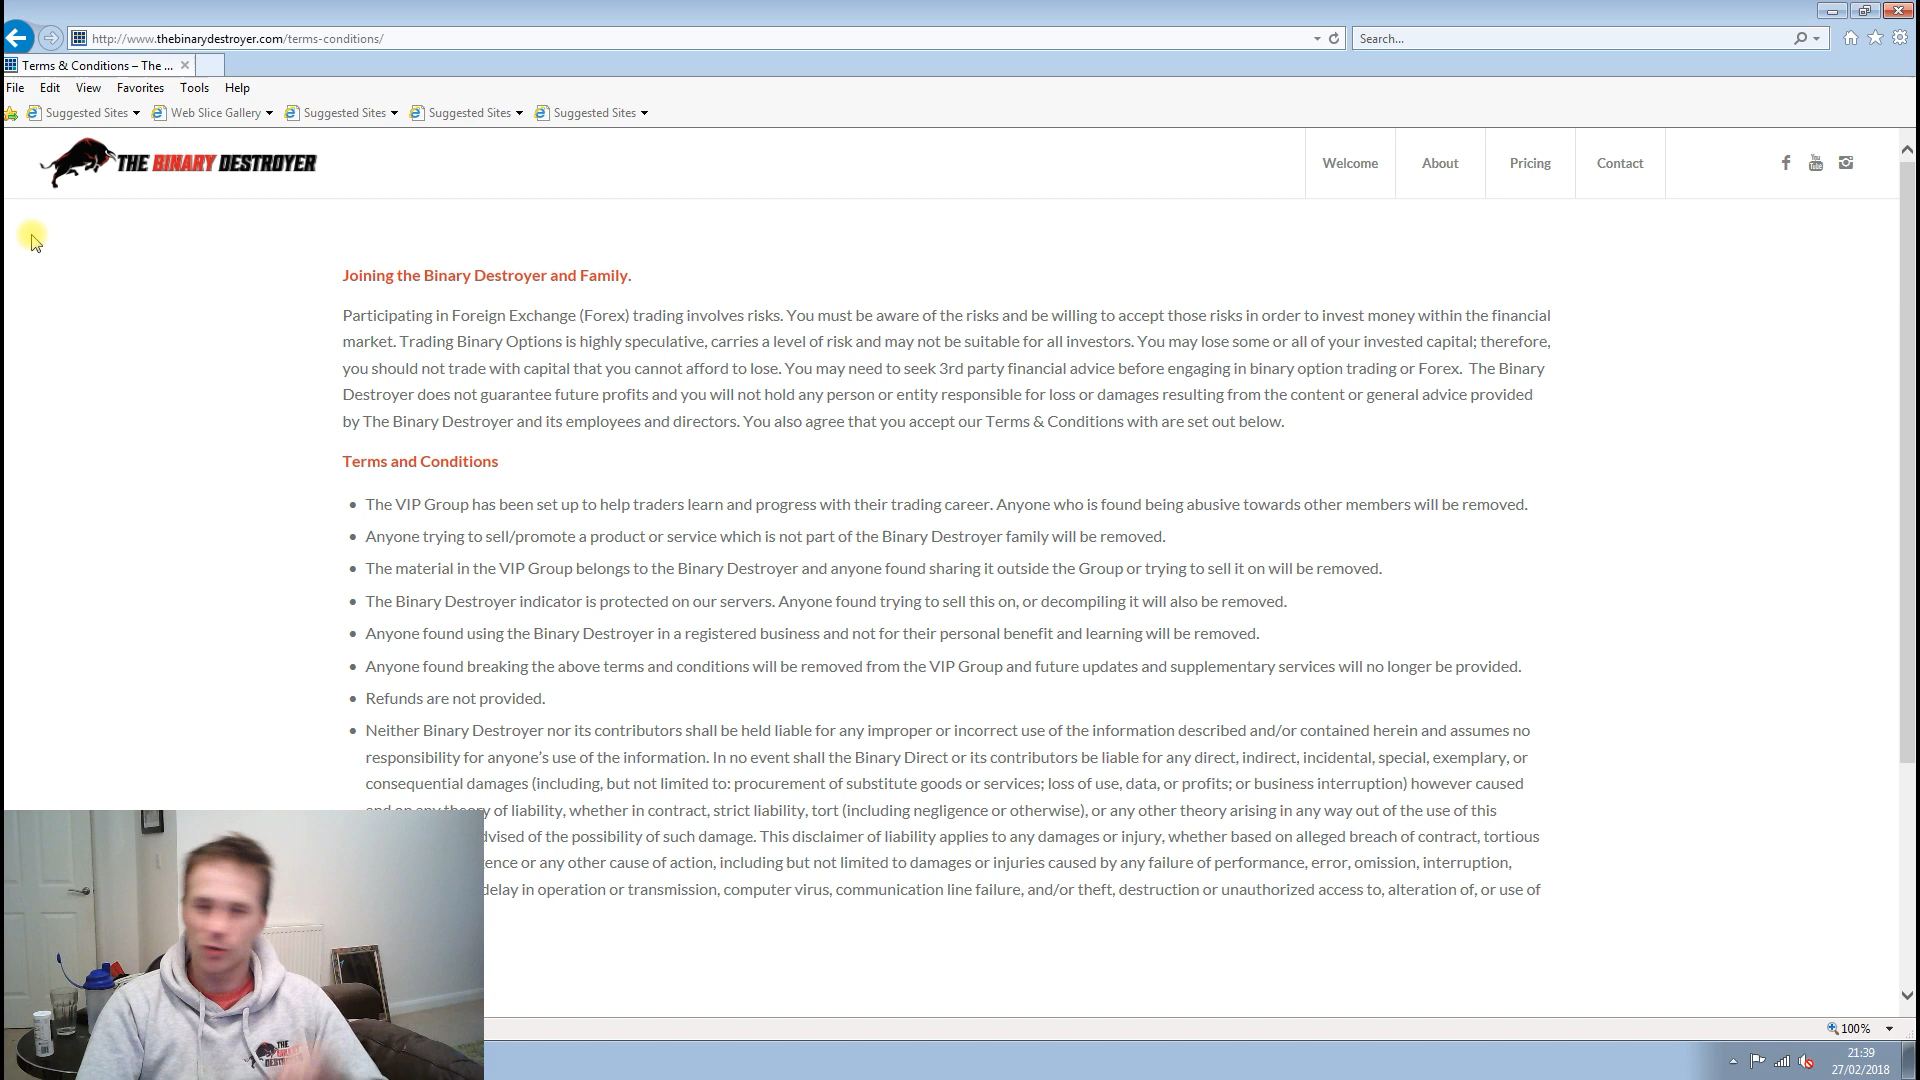 http://www.thebinarydestroyer.com/terms-conditions/
Search...
Terms & Conditions – The ...
File Edit View Favorites Tools Help
Suggested Sites Web Slice Gallery Suggested Sites Suggested Sites Suggested Sites
THE BINARY DESTROYER
Welcome About Pricing Contact
You Tube
Joining the Binary Destroyer and Family.
Participating in Foreign Exchange (Forex) trading involves risks. You must be aware of the risks and be willing to accept those risks in order to invest money within the financial
market. Trading Binary Options is highly speculative, carries a level of risk and may not be suitable for all investors. You may lose some or all of your invested capital; therefore,
you should not trade with capital that you cannot afford to lose. You may need to seek 3rd party financial advice before engaging in binary option trading or Forex. The Binary
Destroyer does not guarantee future profits and you will not hold any person or entity responsible for loss or damages resulting from the content or general advice provided
by The Binary Destroyer and its employees and directors. You also agree that you accept our Terms & Conditions with are set out below.
Terms and Conditions
The VIP Group has been set up to help traders learn and progress with their trading career. Anyone who is found being abusive towards other members will be removed.
Anyone trying to sell/promote a product or service which is not part of the Binary Destroyer family will be removed.
The material in the VIP Group belongs to the Binary Destroyer and anyone found sharing it outside the Group or trying to sell it on will be removed.
The Binary Destroyer indicator is protected on our servers. Anyone found trying to sell this on, or decompiling it will also be removed.
Anyone found using the Binary Destroyer in a registered business and not for their personal benefit and learning will be removed.
Anyone found breaking the above terms and conditions will be removed from the VIP Group and future updates and supplementary services will no longer be provided.
Refunds are not provided.
Neither Binary Destroyer nor its contributors shall be held liable for any improper or incorrect use of the information described and/or contained herein and assumes no
responsibility for anyone's use of the information. In no event shall the Binary Direct or its contributors be liable for any direct, indirect, incidental, special, exemplary, or
consequential damages (including, but not limited to: procurement of substitute goods or services; loss of use, data, or profits; or business interruption) however caused
and on any theory of liability, whether in contract, strict liability, tort (including negligence or otherwise), or any other theory arising in any way out of the use of this
dvised of the possibility of such damage. This disclaimer of liability applies to any damages or injury, whether based on alleged breach of contract, tortious
ence or any other cause of action, including but not limited to damages or injuries caused by any failure of performance, error, omission, interruption,
delay in operation or transmission, computer virus, communication line failure, and/or theft, destruction or unauthorized access to, alteration of, or use of
100%
21:39
27/02/2018